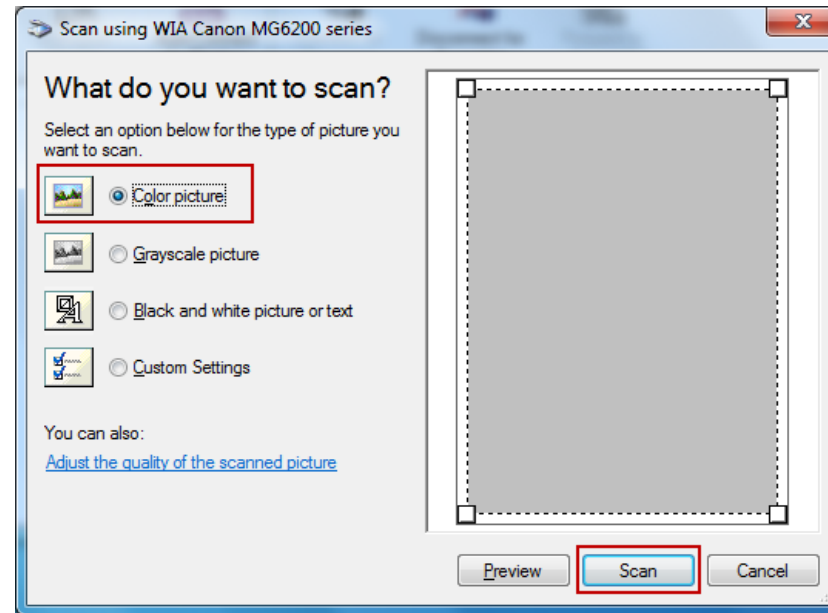 Scan using WIA Canon MG6200 series
What do you want to scan?
Select an option below for the type of picture you
want to scan.
Color picture
Grayscale picture
Black and white picture or text
Custom Settings
You can also:
Adjust the quality of the scanned picture
Preview
Scan
Cancel